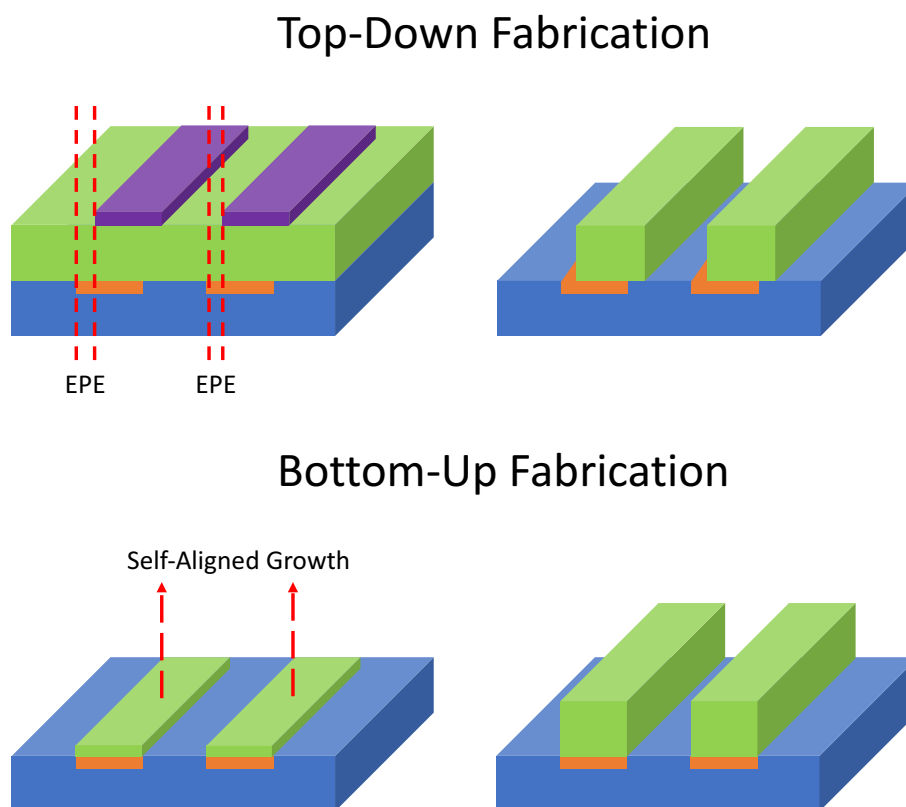 Top-Down Fabrication
EPE
EPE
Bottom-Up Fabrication
Self-Aligned Growth